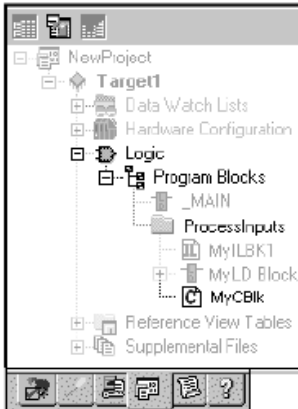 NewProject
Target1
Data Watch Lists
Hardware Configuration
Logic
Program Blocks
_MAIN
ProcessInputs
MyILBK1
MyLD Block
MyCBlk
Reference View Tables
Supplemental Files